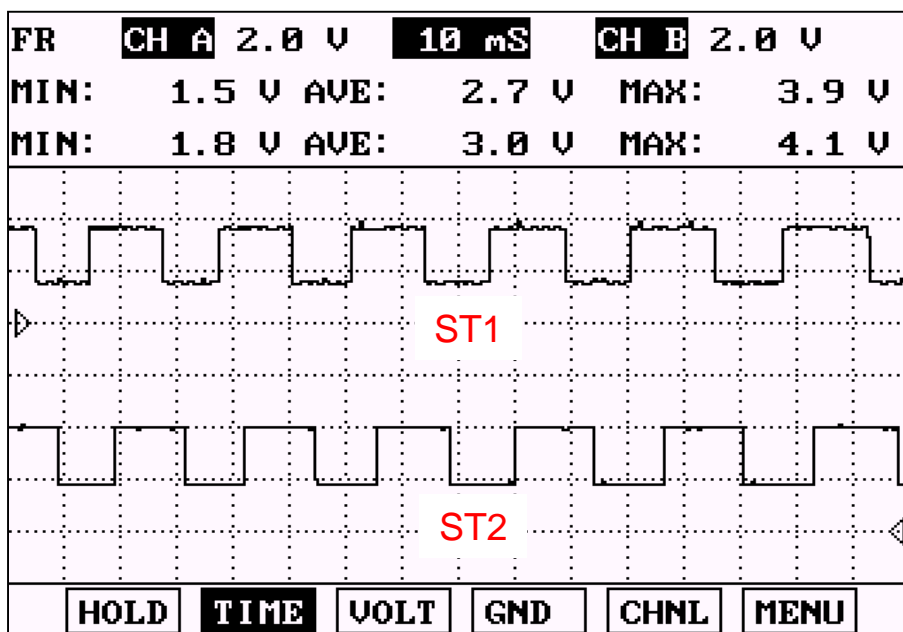 FR CH A 2.0 V 10 mS CH B 2.0 V
MIN: 1.5 V AVE: 2.7 V MAX: 3.9 V
MIN: 1.8 V AVE: 3.0 V MAX: 4.1 V
ST1
ST2
HOLD TIME VOLT GND CHNL MENU